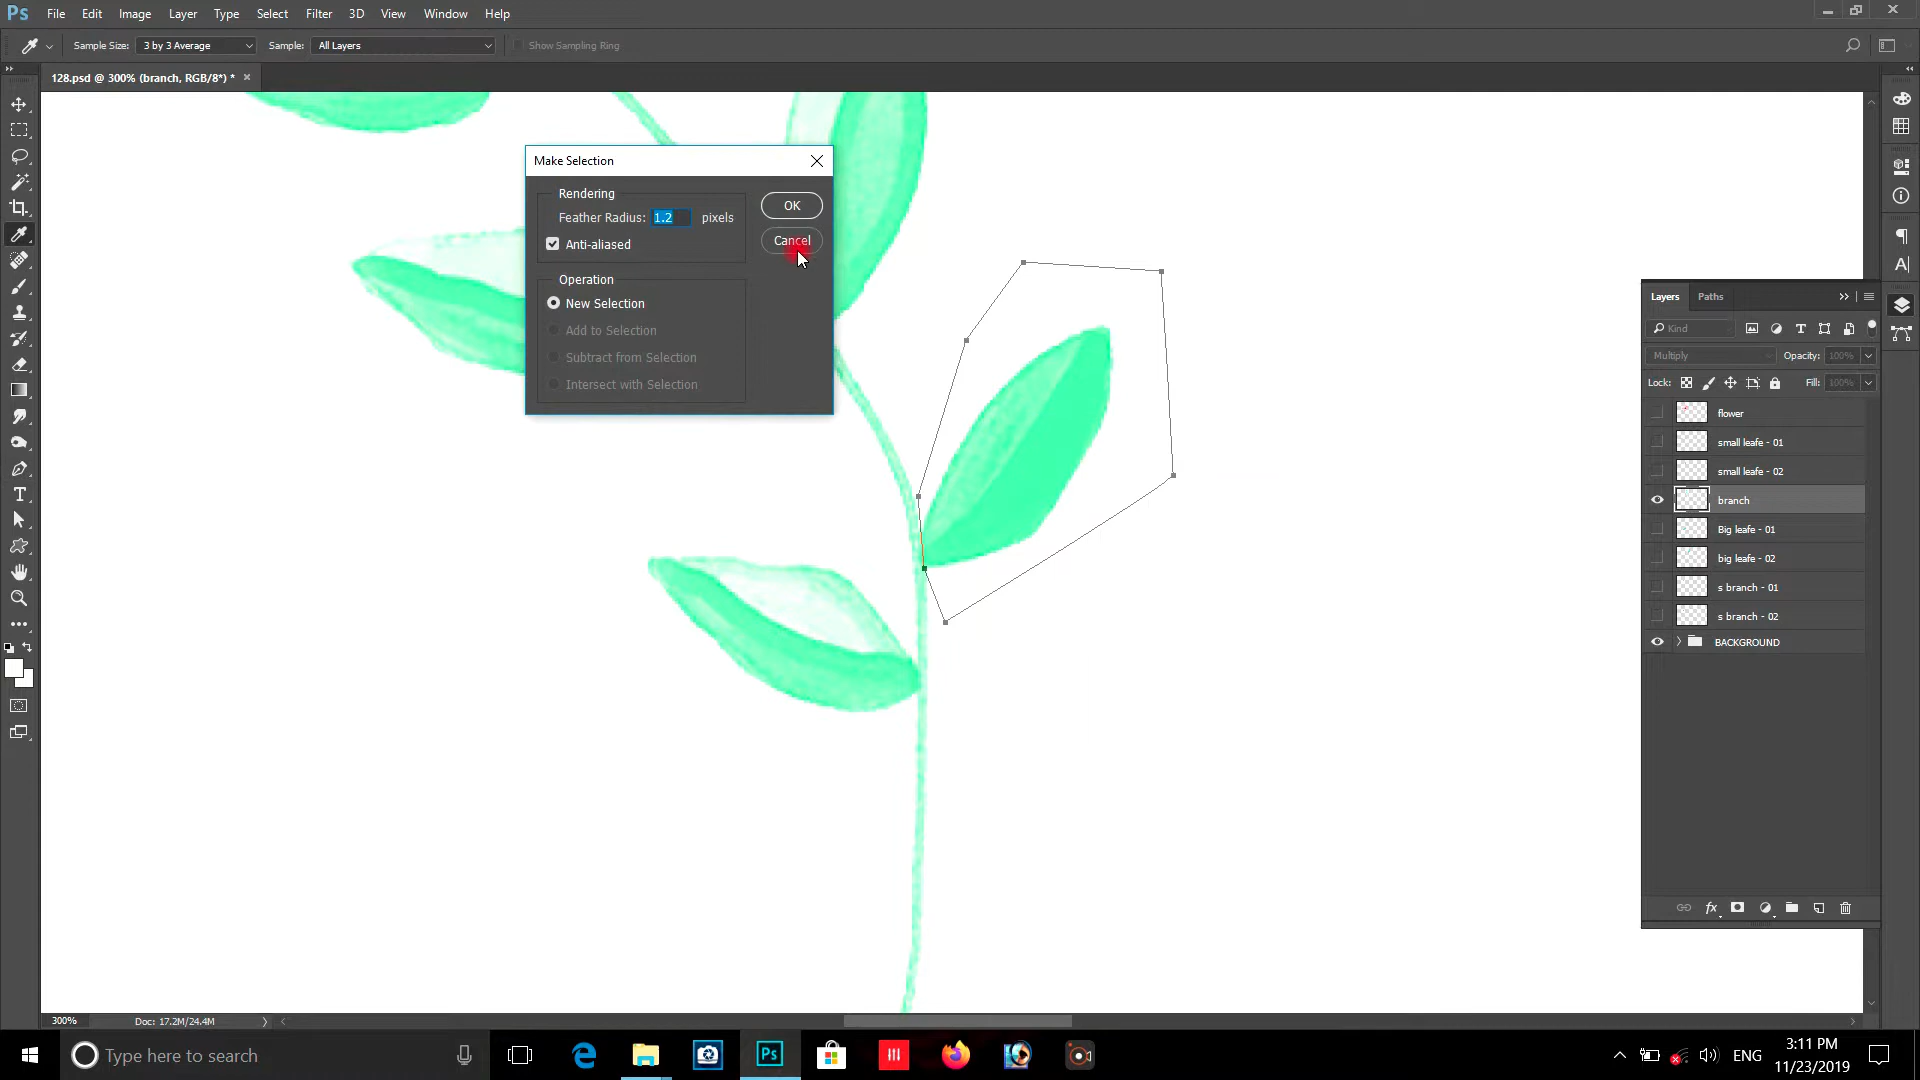 Ps File Edit Image Layer Type Select Filter 3D View Window Help
Sample Size: 3 by 3 Average Sample: All Layers Show Sampling Ring
128.psd @ 300% (branch, RGB/8*) *
Make Selection
Rendering
Feather Radius: 1.2 pixels
Anti-aliased
OK
Cancel
Operation
New Selection
Add to Selection
Subtract from Selection
Intersect with Selection
Layers Paths
Kind
Multiply Opacity: 100%
Lock: Fill: 100%
flower
small leafe - 01
small leafe - 02
branch
Big leafe - 01
big leafe - 02
s branch - 01
s branch - 02
BACKGROUND
fx
300% Doc: 17.2M/24.4M
Type here to search
Ps
ENG
3:11 PM
11/23/2019